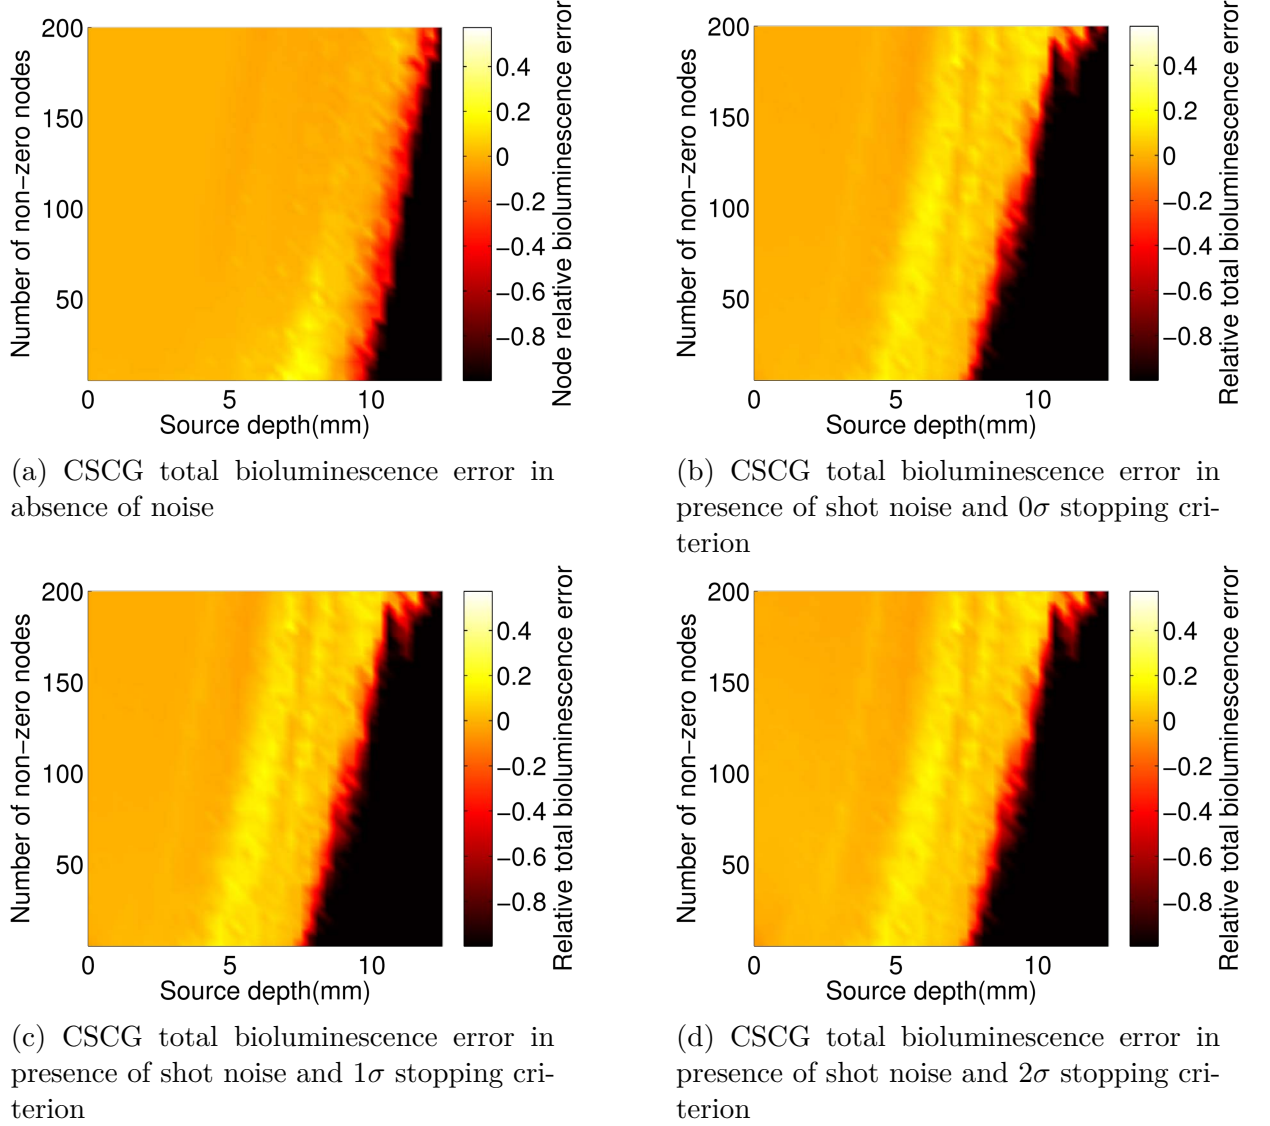 200
150
100
50
Number of non−zero nodes
0 5 10
Source depth(mm)
0.4
0.2
0
−0.2
−0.4
−0.6
−0.8
Node relative bioluminescence error
(a) CSCG total bioluminescence error in
absence of noise
200
150
100
50
Number of non−zero nodes
0 5 10
Source depth(mm)
0.4
0.2
0
−0.2
−0.4
−0.6
−0.8
Relative total bioluminescence error
(b) CSCG total bioluminescence error in
presence of shot noise and 0σ stopping cri-
terion
200
150
100
50
Number of non−zero nodes
0 5 10
Source depth(mm)
0.4
0.2
0
−0.2
−0.4
−0.6
−0.8
Relative total bioluminescence error
(c) CSCG total bioluminescence error in
presence of shot noise and 1σ stopping cri-
terion
200
150
100
50
Number of non−zero nodes
0 5 10
Source depth(mm)
0.4
0.2
0
−0.2
−0.4
−0.6
−0.8
Relative total bioluminescence error
(d) CSCG total bioluminescence error in
presence of shot noise and 2σ stopping cri-
terion